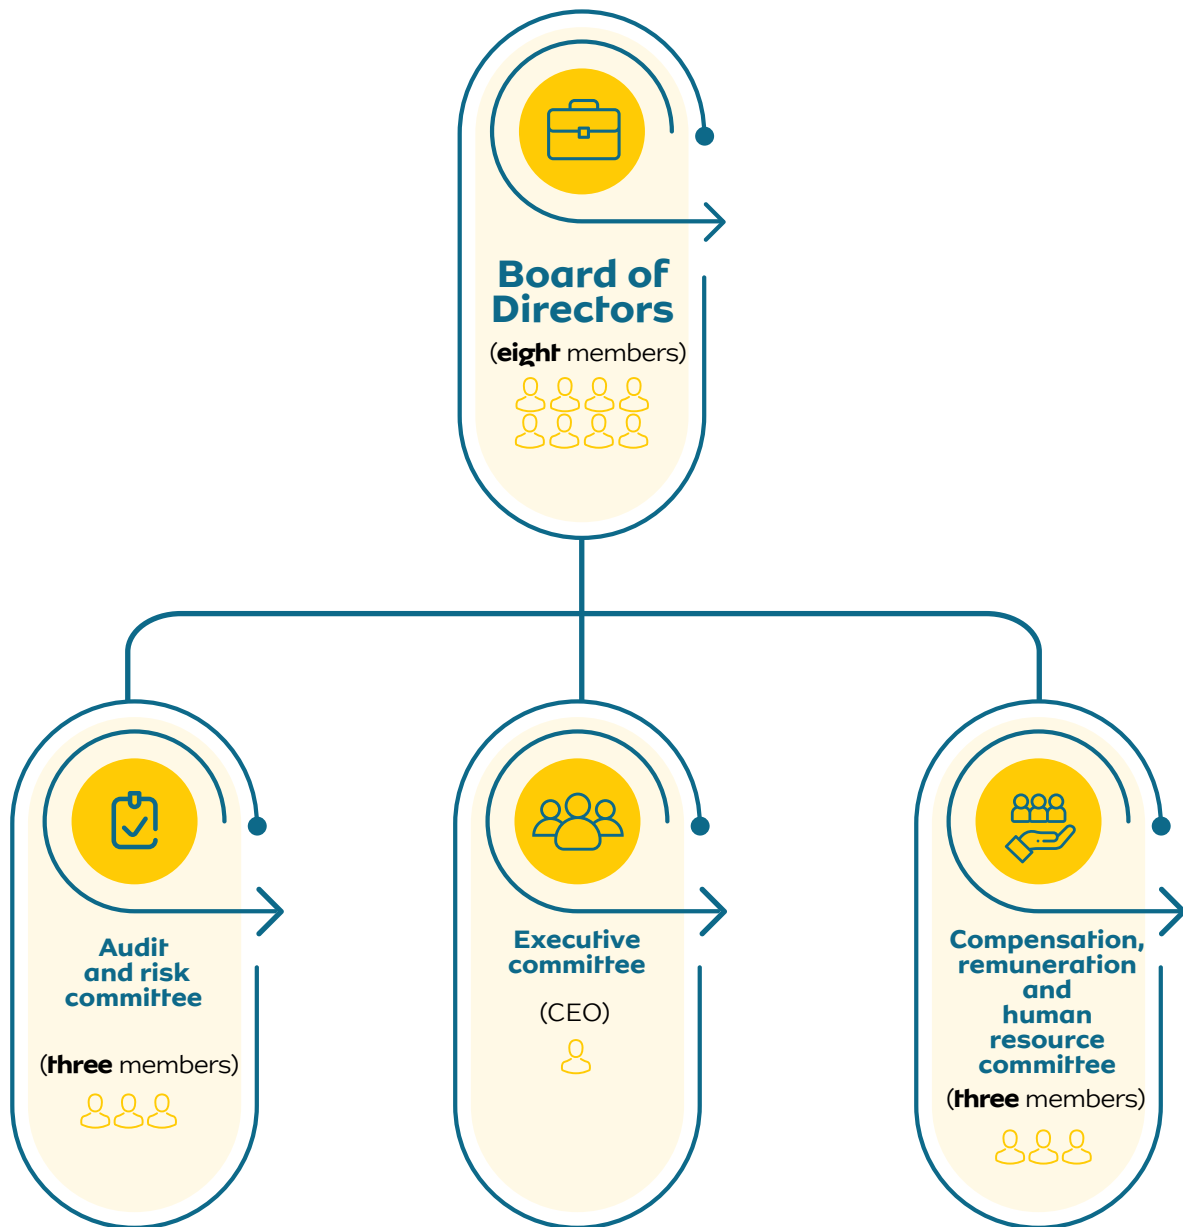 Board of
Directors
(eight members)
Audit
and risk
committee
(three members)
Executive
committee
(CEO)
Compensation,
remuneration
and
human
resource
committee
(three members)